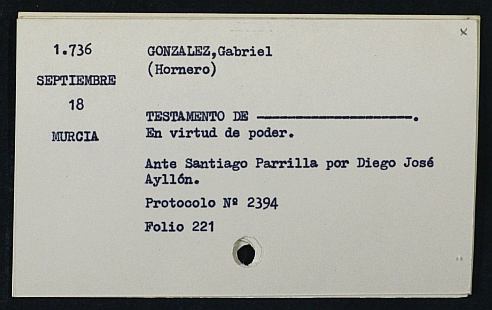 1.736
SEPTIEMBRE
18
MURCIA
GONZALEZ,Gabriel
(Hornero)
TESTAMENTO DE ————————————.
En virtud de poder.
Ante Santiago Parrilla por Diego José
Ayllón.
Protocolo Nº 2394
Folio 221
x